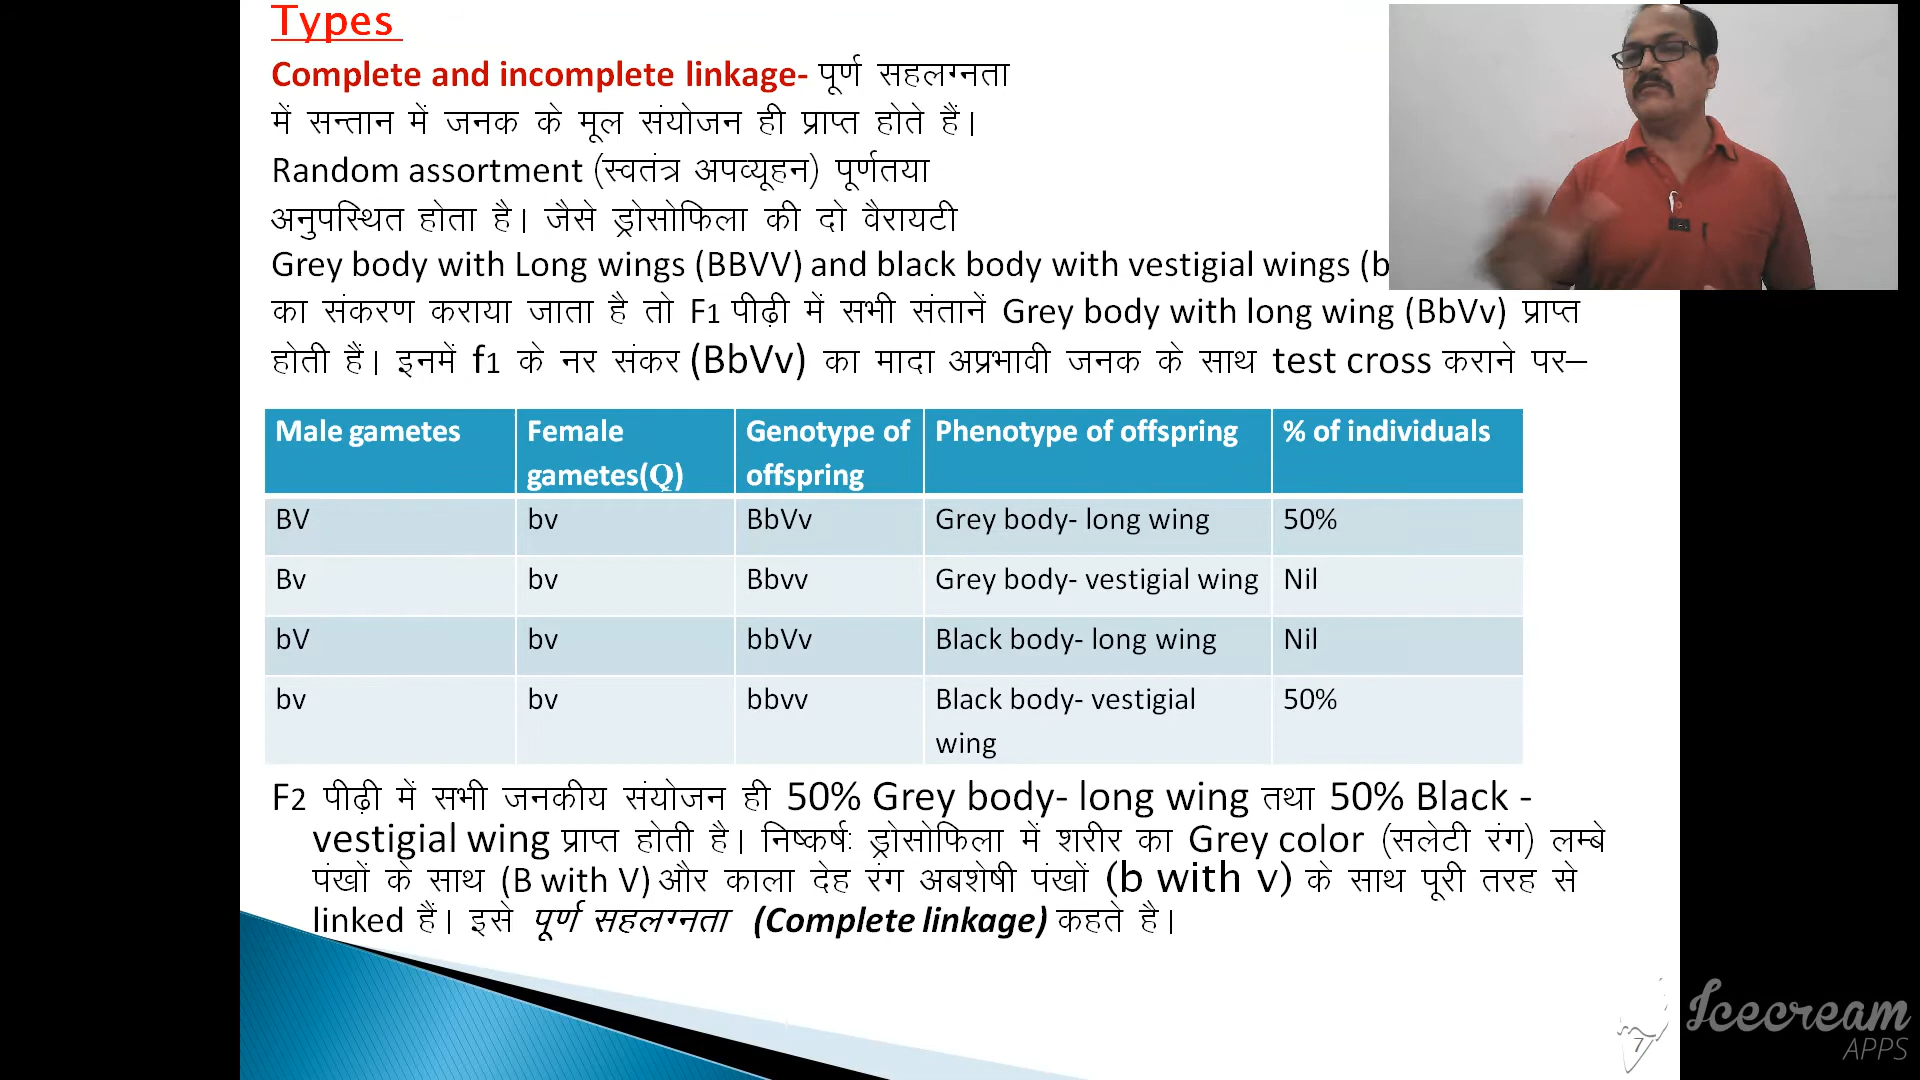 Types
Complete and incomplete linkage- पूर्ण सहलग्नता
में सन्तान में जनक के मूल संयोजन ही प्राप्त होते हैं।
Random assortment (स्वतंत्र अपव्यूहन) पूर्णतया
अनुपस्थित होता है। जैसे ड्रोसोफिला की दो वैरायटी
Grey body with Long wings (BBVV) and black body with vestigial wings (b
का संकरण कराया जाता है तो F1 पीढ़ी में सभी संतानें Grey body with long wing (BbVv) प्राप्त
होती हैं। इनमें f1 के नर संकर (BbVv) का मादा अप्रभावी जनक के साथ test cross कराने पर–
Male gametes Female gametes(Q) Genotype of offspring Phenotype of offspring % of individuals
BV bv BbVv Grey body- long wing 50%
Bv bv Bbvv Grey body- vestigial wing Nil
bV bv bbVv Black body- long wing Nil
bv bv bbvv Black body- vestigial wing 50%
F2 पीढ़ी में सभी जनकीय संयोजन ही 50% Grey body- long wing तथा 50% Black -
vestigial wing प्राप्त होती है। निष्कर्षः ड्रोसोफिला में शरीर का Grey color (सलेटी रंग) लम्बे
पंखों के साथ (B with V) और काला देह रंग अबशेषी पंखों (b with v) के साथ पूरी तरह से
linked हैं। इसे पूर्ण सहलग्नता (Complete linkage) कहते है।
7
Icecream
APPS